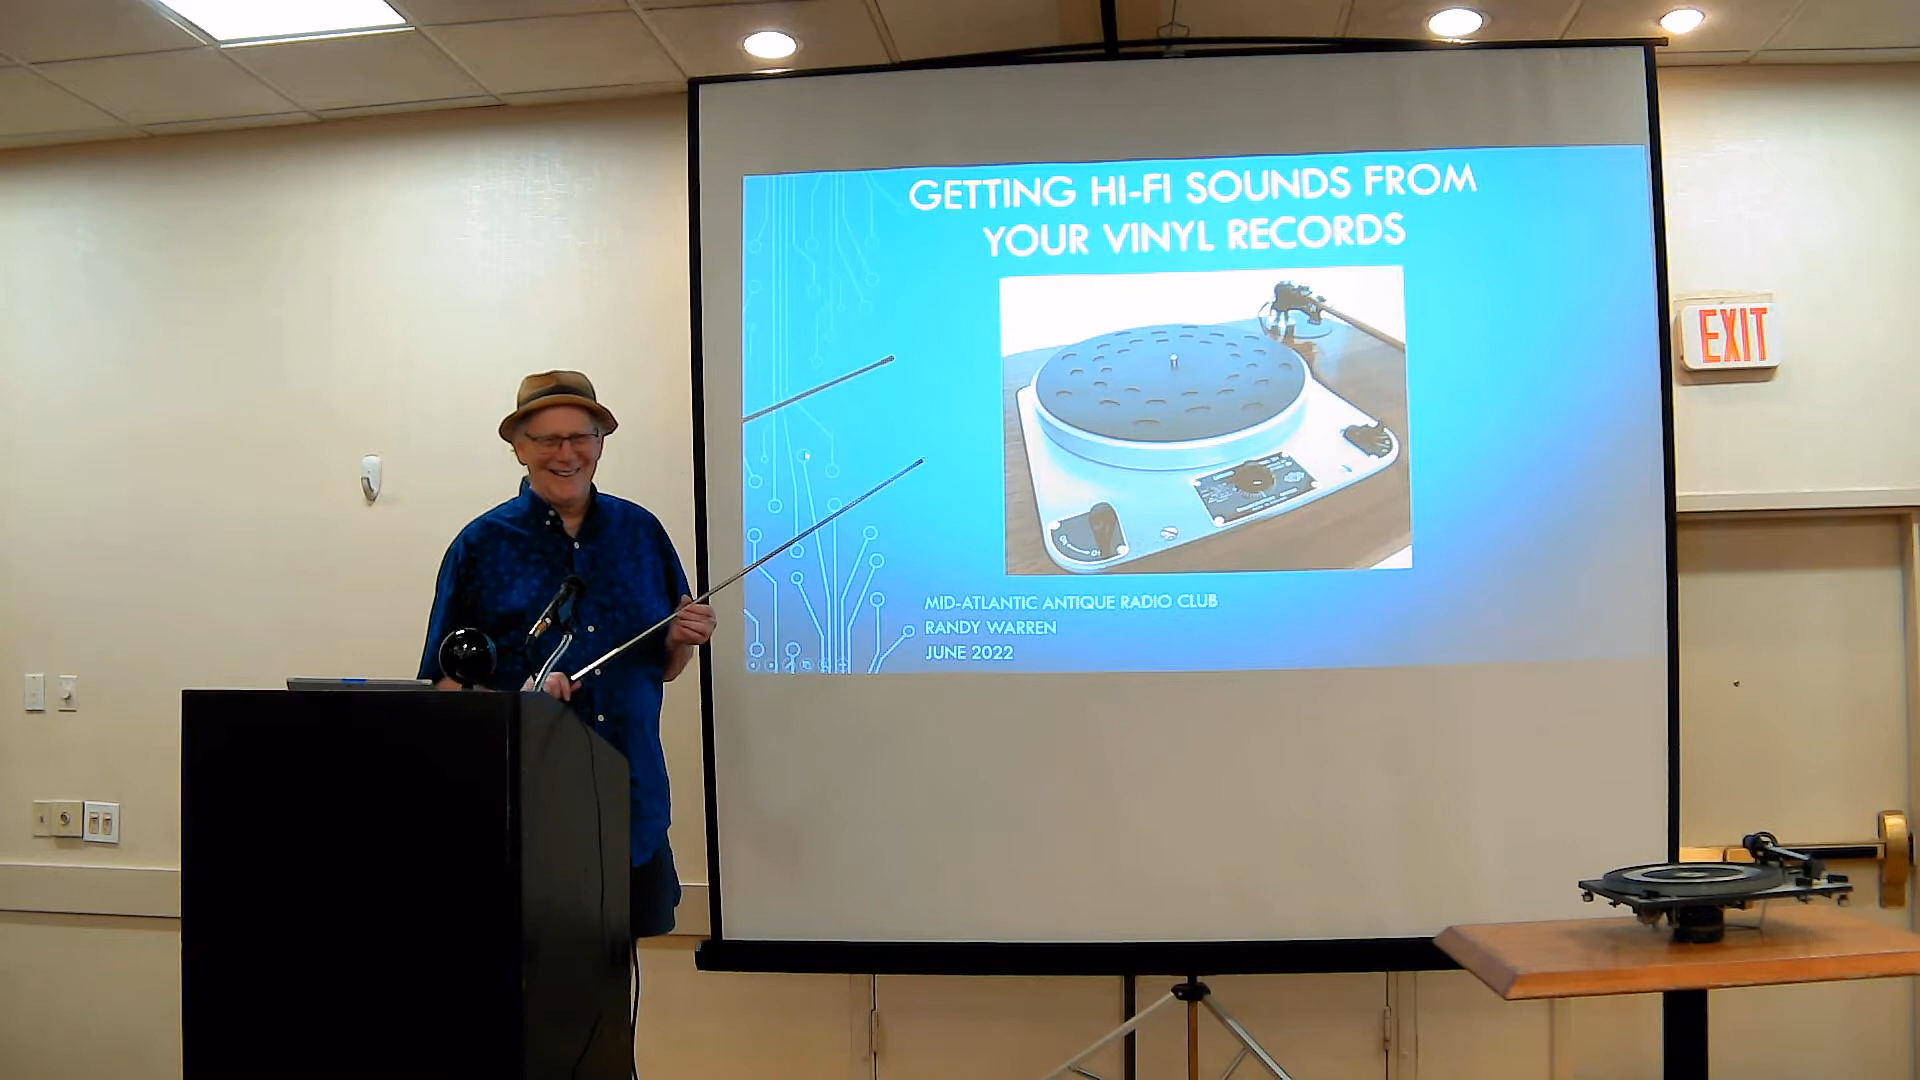 GETTING HI-FI SOUNDS FROM
YOUR VINYL RECORDS
EXIT
MID-ATLANTIC ANTIQUE RADIO CLUB
RANDY WARREN
JUNE 2022